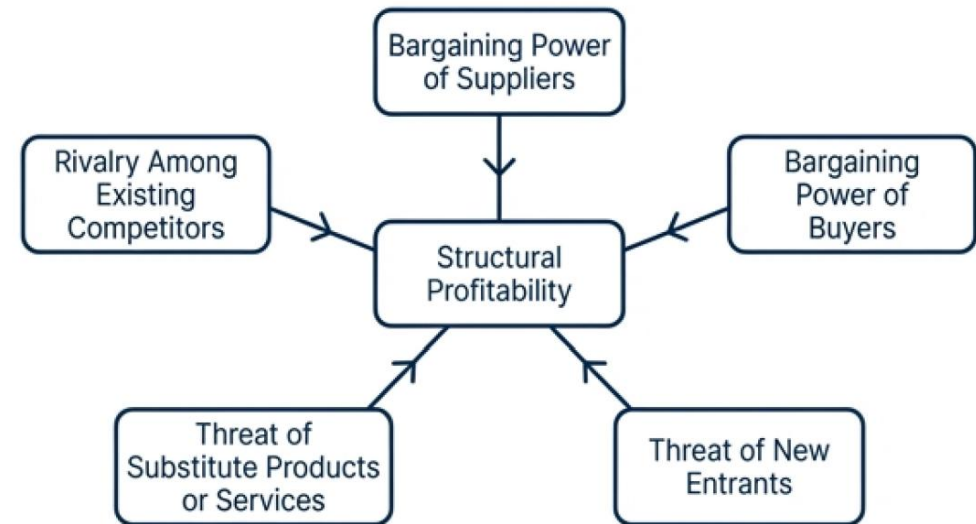 Bargaining Power
of Suppliers
Rivalry Among
Existing
Competitors
Bargaining
Power of
Buyers
Structural
Profitability
Threat of
Substitute Products
or Services
Threat of New
Entrants